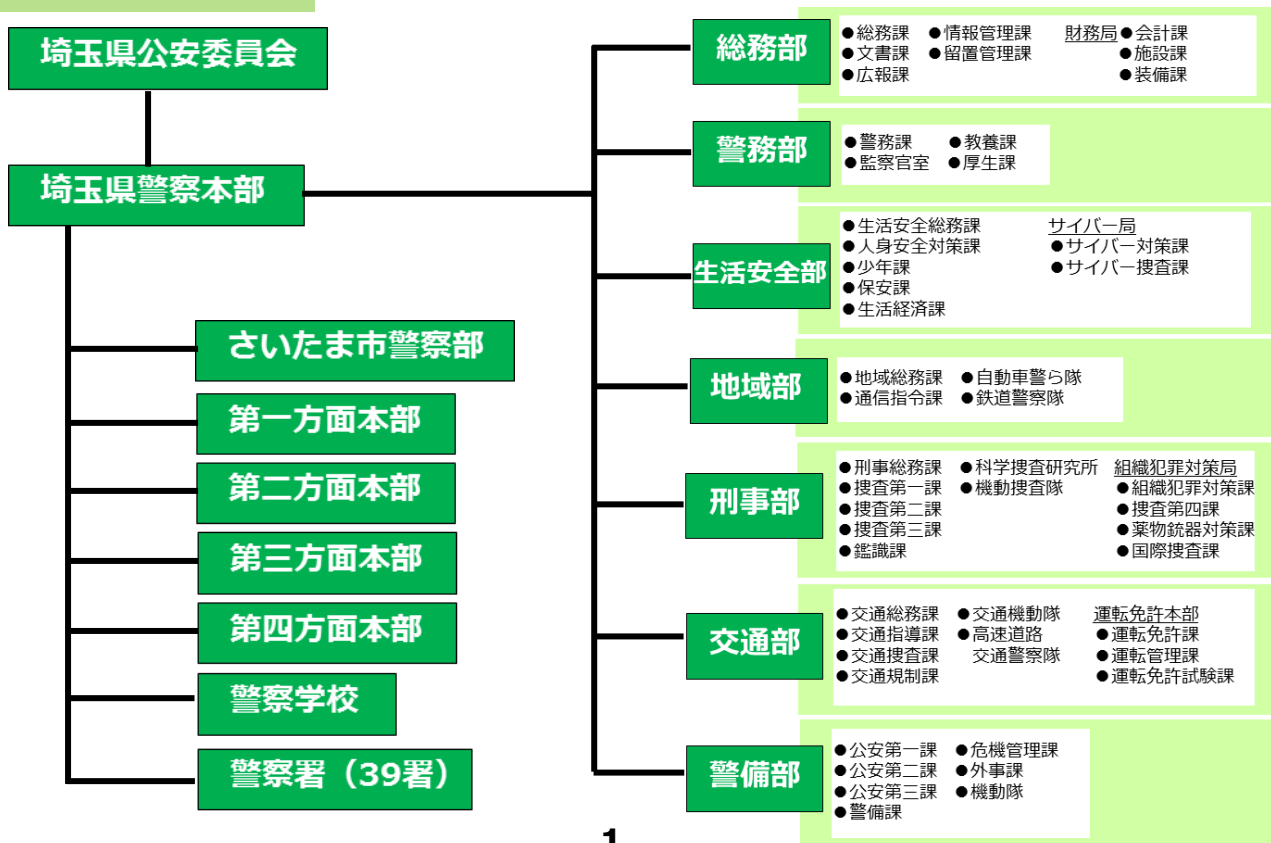 埼玉県公安委員会
埼玉県警察本部
さいたま市警察部
第一方面本部
第二方面本部
第三方面本部
第四方面本部
警察学校
警察署（39署）
総務部
●総務課 ●情報管理課 財務局●会計課
●文書課 ●留置管理課 ●施設課
●広報課 ●装備課
警務部
●警務課 ●教養課
●監察官室 ●厚生課
生活安全部
●生活安全総務課 サイバー局
●人身安全対策課 ●サイバー対策課
●少年課 ●サイバー捜査課
●保安課
●生活経済課
地域部
●地域総務課 ●自動車警ら隊
●通信指令課 ●鉄道警察隊
刑事部
●刑事総務課 ●科学捜査研究所 組織犯罪対策局
●捜査第一課 ●機動捜査隊 ●組織犯罪対策課
●捜査第二課 ●捜査第四課
●捜査第三課 ●薬物銃器対策課
●鑑識課 ●国際捜査課
交通部
●交通総務課 ●交通機動隊 運転免許本部
●交通指導課 ●高速道路 ●運転免許課
●交通捜査課 交通警察隊 ●運転管理課
●交通規制課 ●運転免許試験課
警備部
●公安第一課 ●危機管理課
●公安第二課 ●外事課
●公安第三課 ●機動隊
●警備課
1